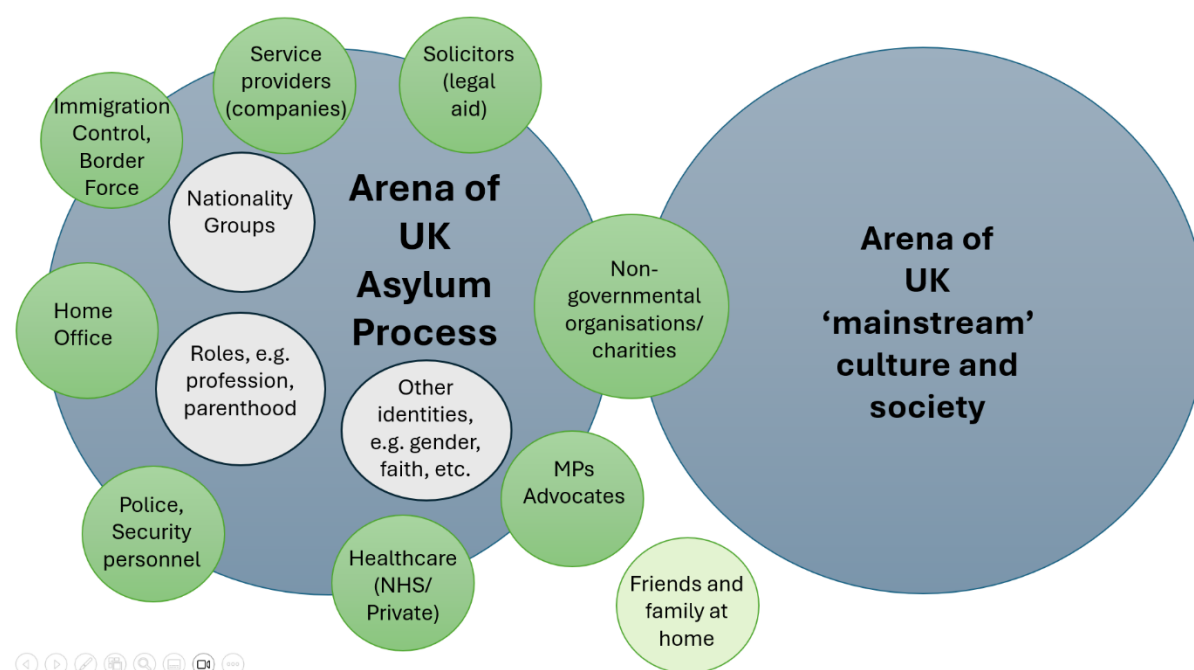 Service
providers
(companies)
Solicitors
(legal
aid)
Immigration
Control,
Border
Force
Nationality
Groups
Arena of
UK
Asylum
Process
Home
Office
Roles, e.g.
profession,
parenthood
Other
identities,
e.g. gender,
faith, etc.
Non-
governmental
organisations/
charities
Arena of
UK
‘mainstream’
culture and
society
Police,
Security
personnel
Healthcare
(NHS/
Private)
MPs
Advocates
Friends and
family at
home